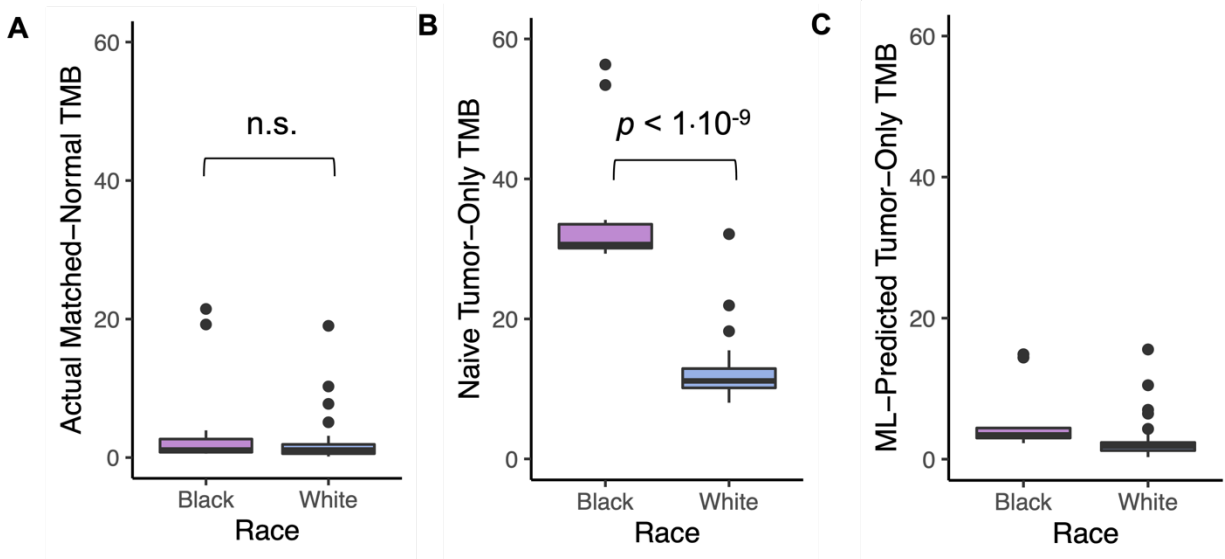 A
Actual Matched–Normal TMB
60
40
20
0
n.s.
Black
White
Race
B
Naive Tumor–Only TMB
60
40
20
0
p < 1·10⁻⁹
Black
White
Race
C
ML–Predicted Tumor–Only TMB
60
40
20
0
Black
White
Race